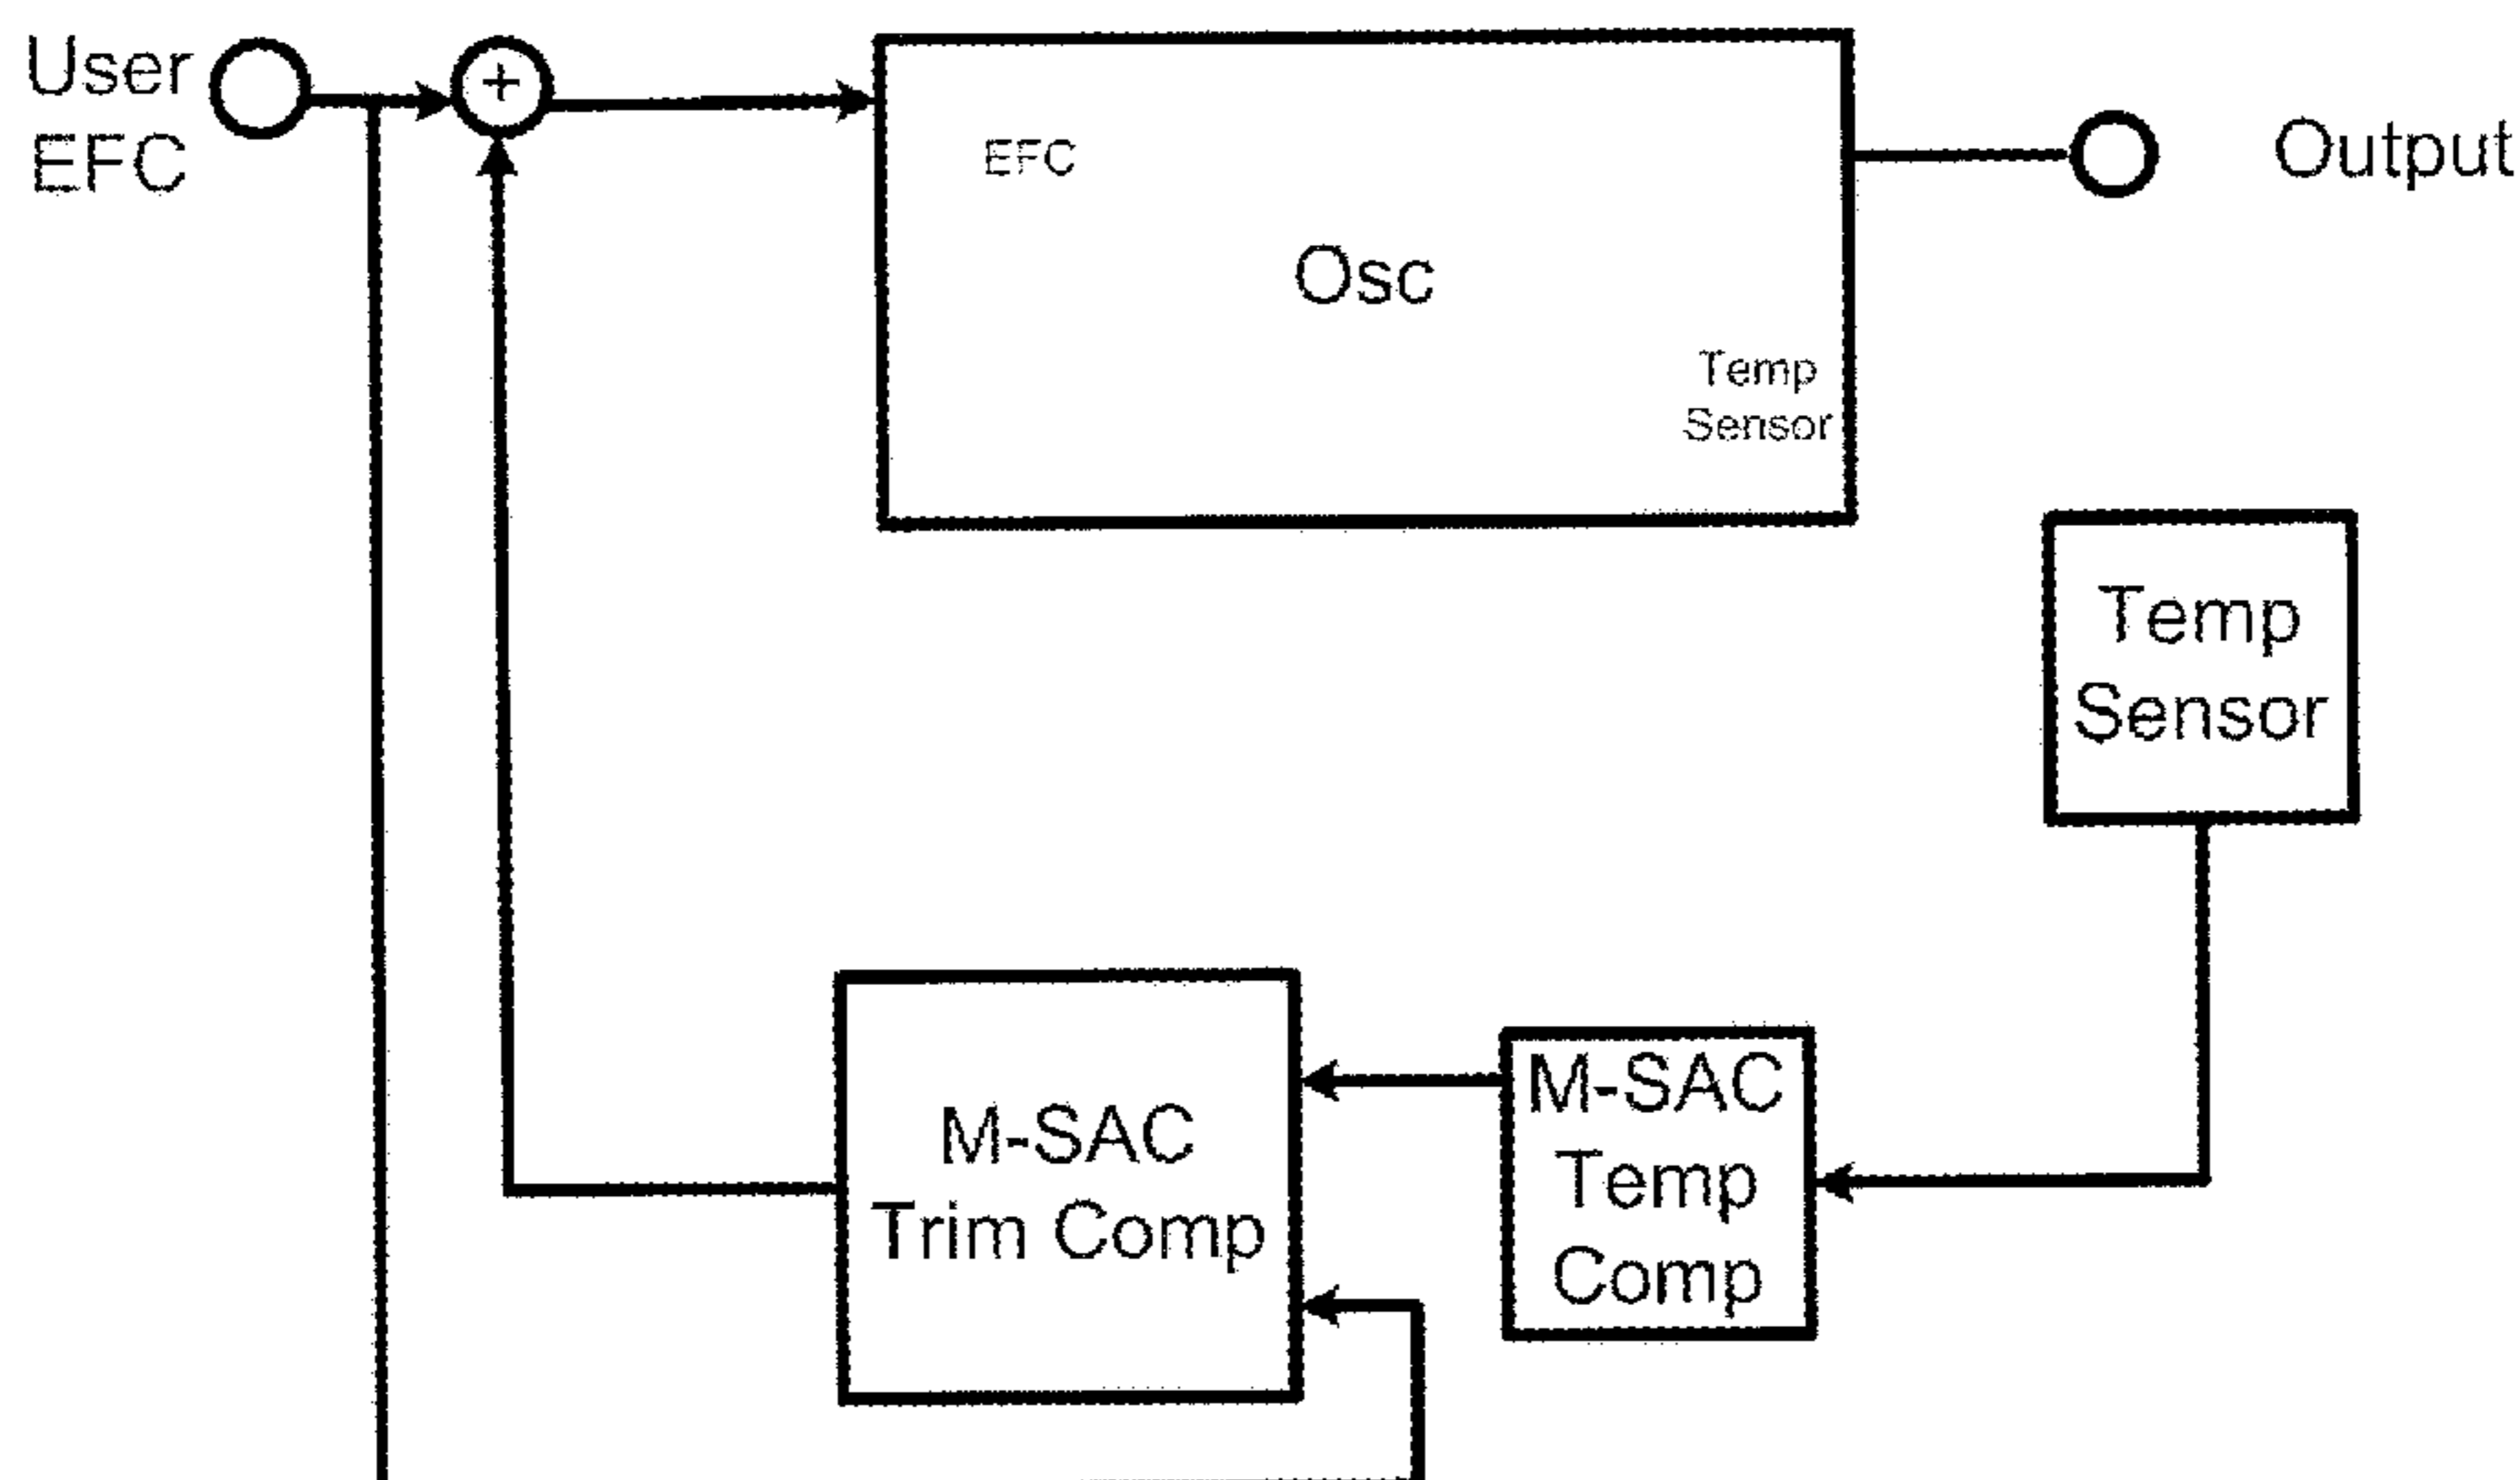 User
EFC
+
EFC
Osc
Temp
Sensor
Output
Temp
Sensor
M-SAC
Trim Comp
M-SAC
Temp
Comp